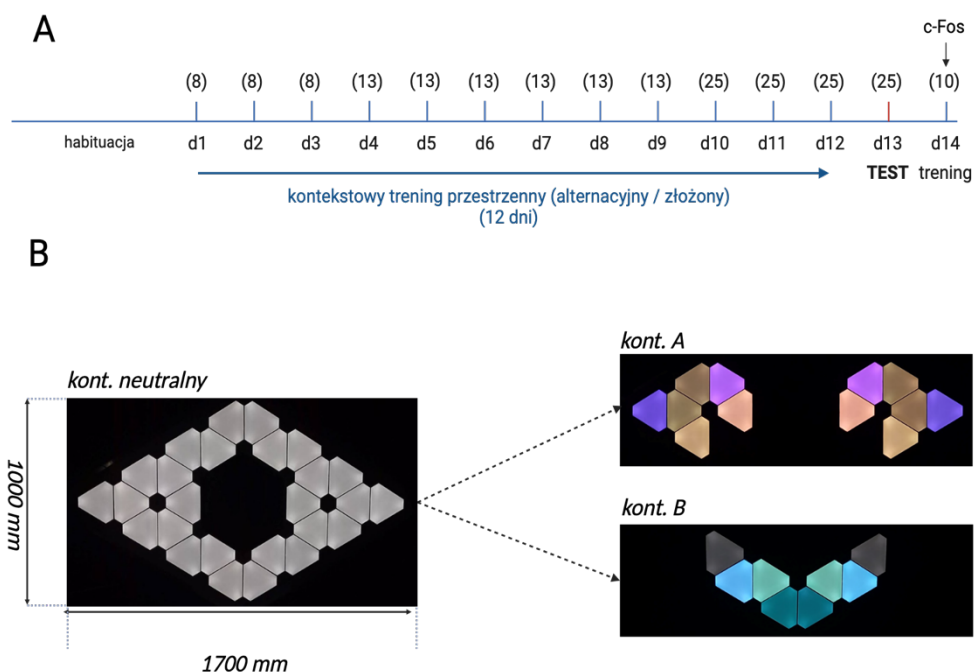 A
c-Fos
(8) (8) (8) (13) (13) (13) (13) (13) (13) (25) (25) (25) (25) (10)
habituacja d1 d2 d3 d4 d5 d6 d7 d8 d9 d10 d11 d12 d13 d14
TEST trening
kontekstowy trening przestrzenny (alternacyjny / złożony)
(12 dni)
B
kont. A
kont. neutralny
1000 mm
kont. B
1700 mm